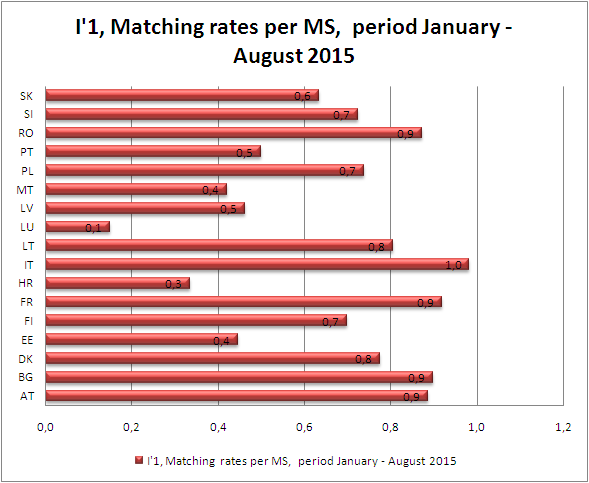 I'1, Matching rates per MS,  period January -
August 2015
SK 0,6
SI 0,7
RO 0,9
PT 0,5
PL 0,7
MT 0,4
LV 0,5
LU 0,1
LT 0,8
IT 1,0
HR 0,3
FR 0,9
FI 0,7
EE 0,4
DK 0,8
BG 0,9
AT 0,9
0,0 0,2 0,4 0,6 0,8 1,0 1,2
I'1, Matching rates per MS,  period January - August 2015